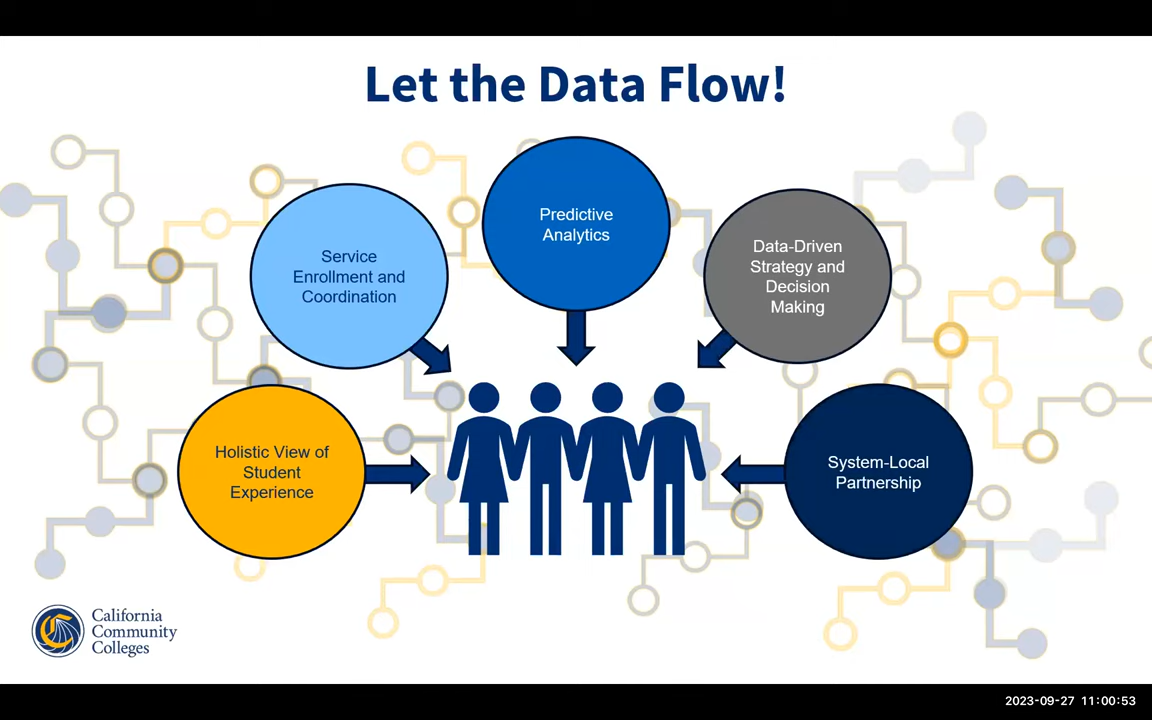 Let the Data Flow!
Predictive
Analytics
Service
Enrollment and
Coordination
Data-Driven
Strategy and
Decision
Making
Holistic View of
Student
Experience
System-Local
Partnership
California
Community
Colleges
2023-09-27 11:00:53